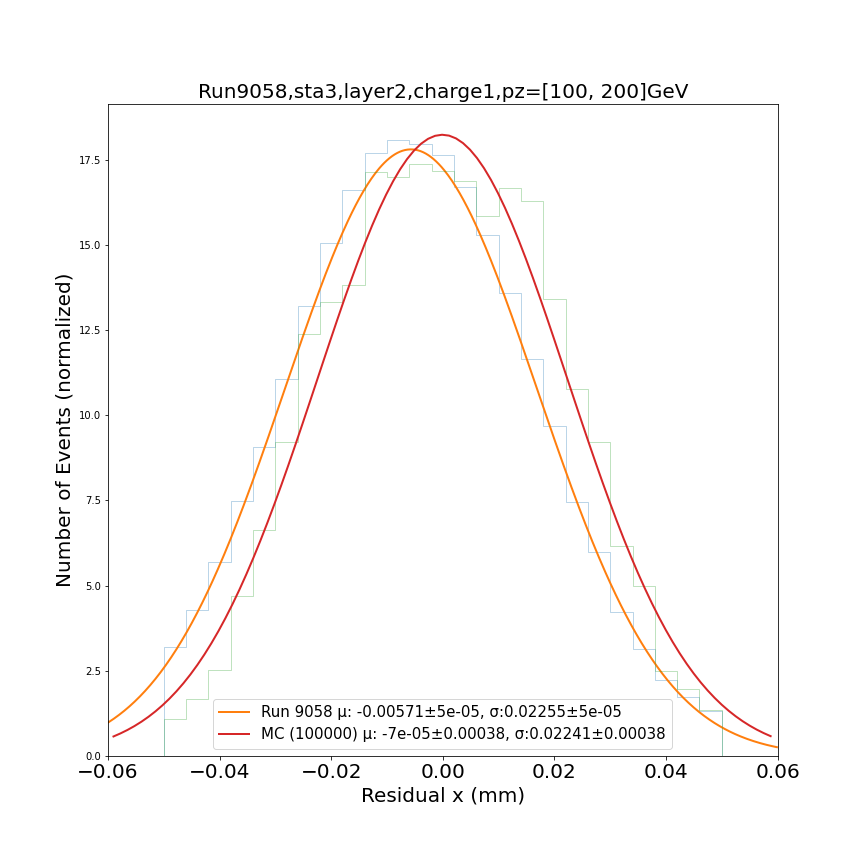 Run9058,sta3,layer2,charge1,pz=[100, 200]GeV
Number of Events (normalized)
17.5
15.0
12.5
10.0
7.5
5.0
2.5
0.0
Run 9058 μ: -0.00571±5e-05, σ:0.02255±5e-05
MC (100000) μ: -7e-05±0.00038, σ:0.02241±0.00038
−0.06 −0.04 −0.02 0.00 0.02 0.04 0.06
Residual x (mm)